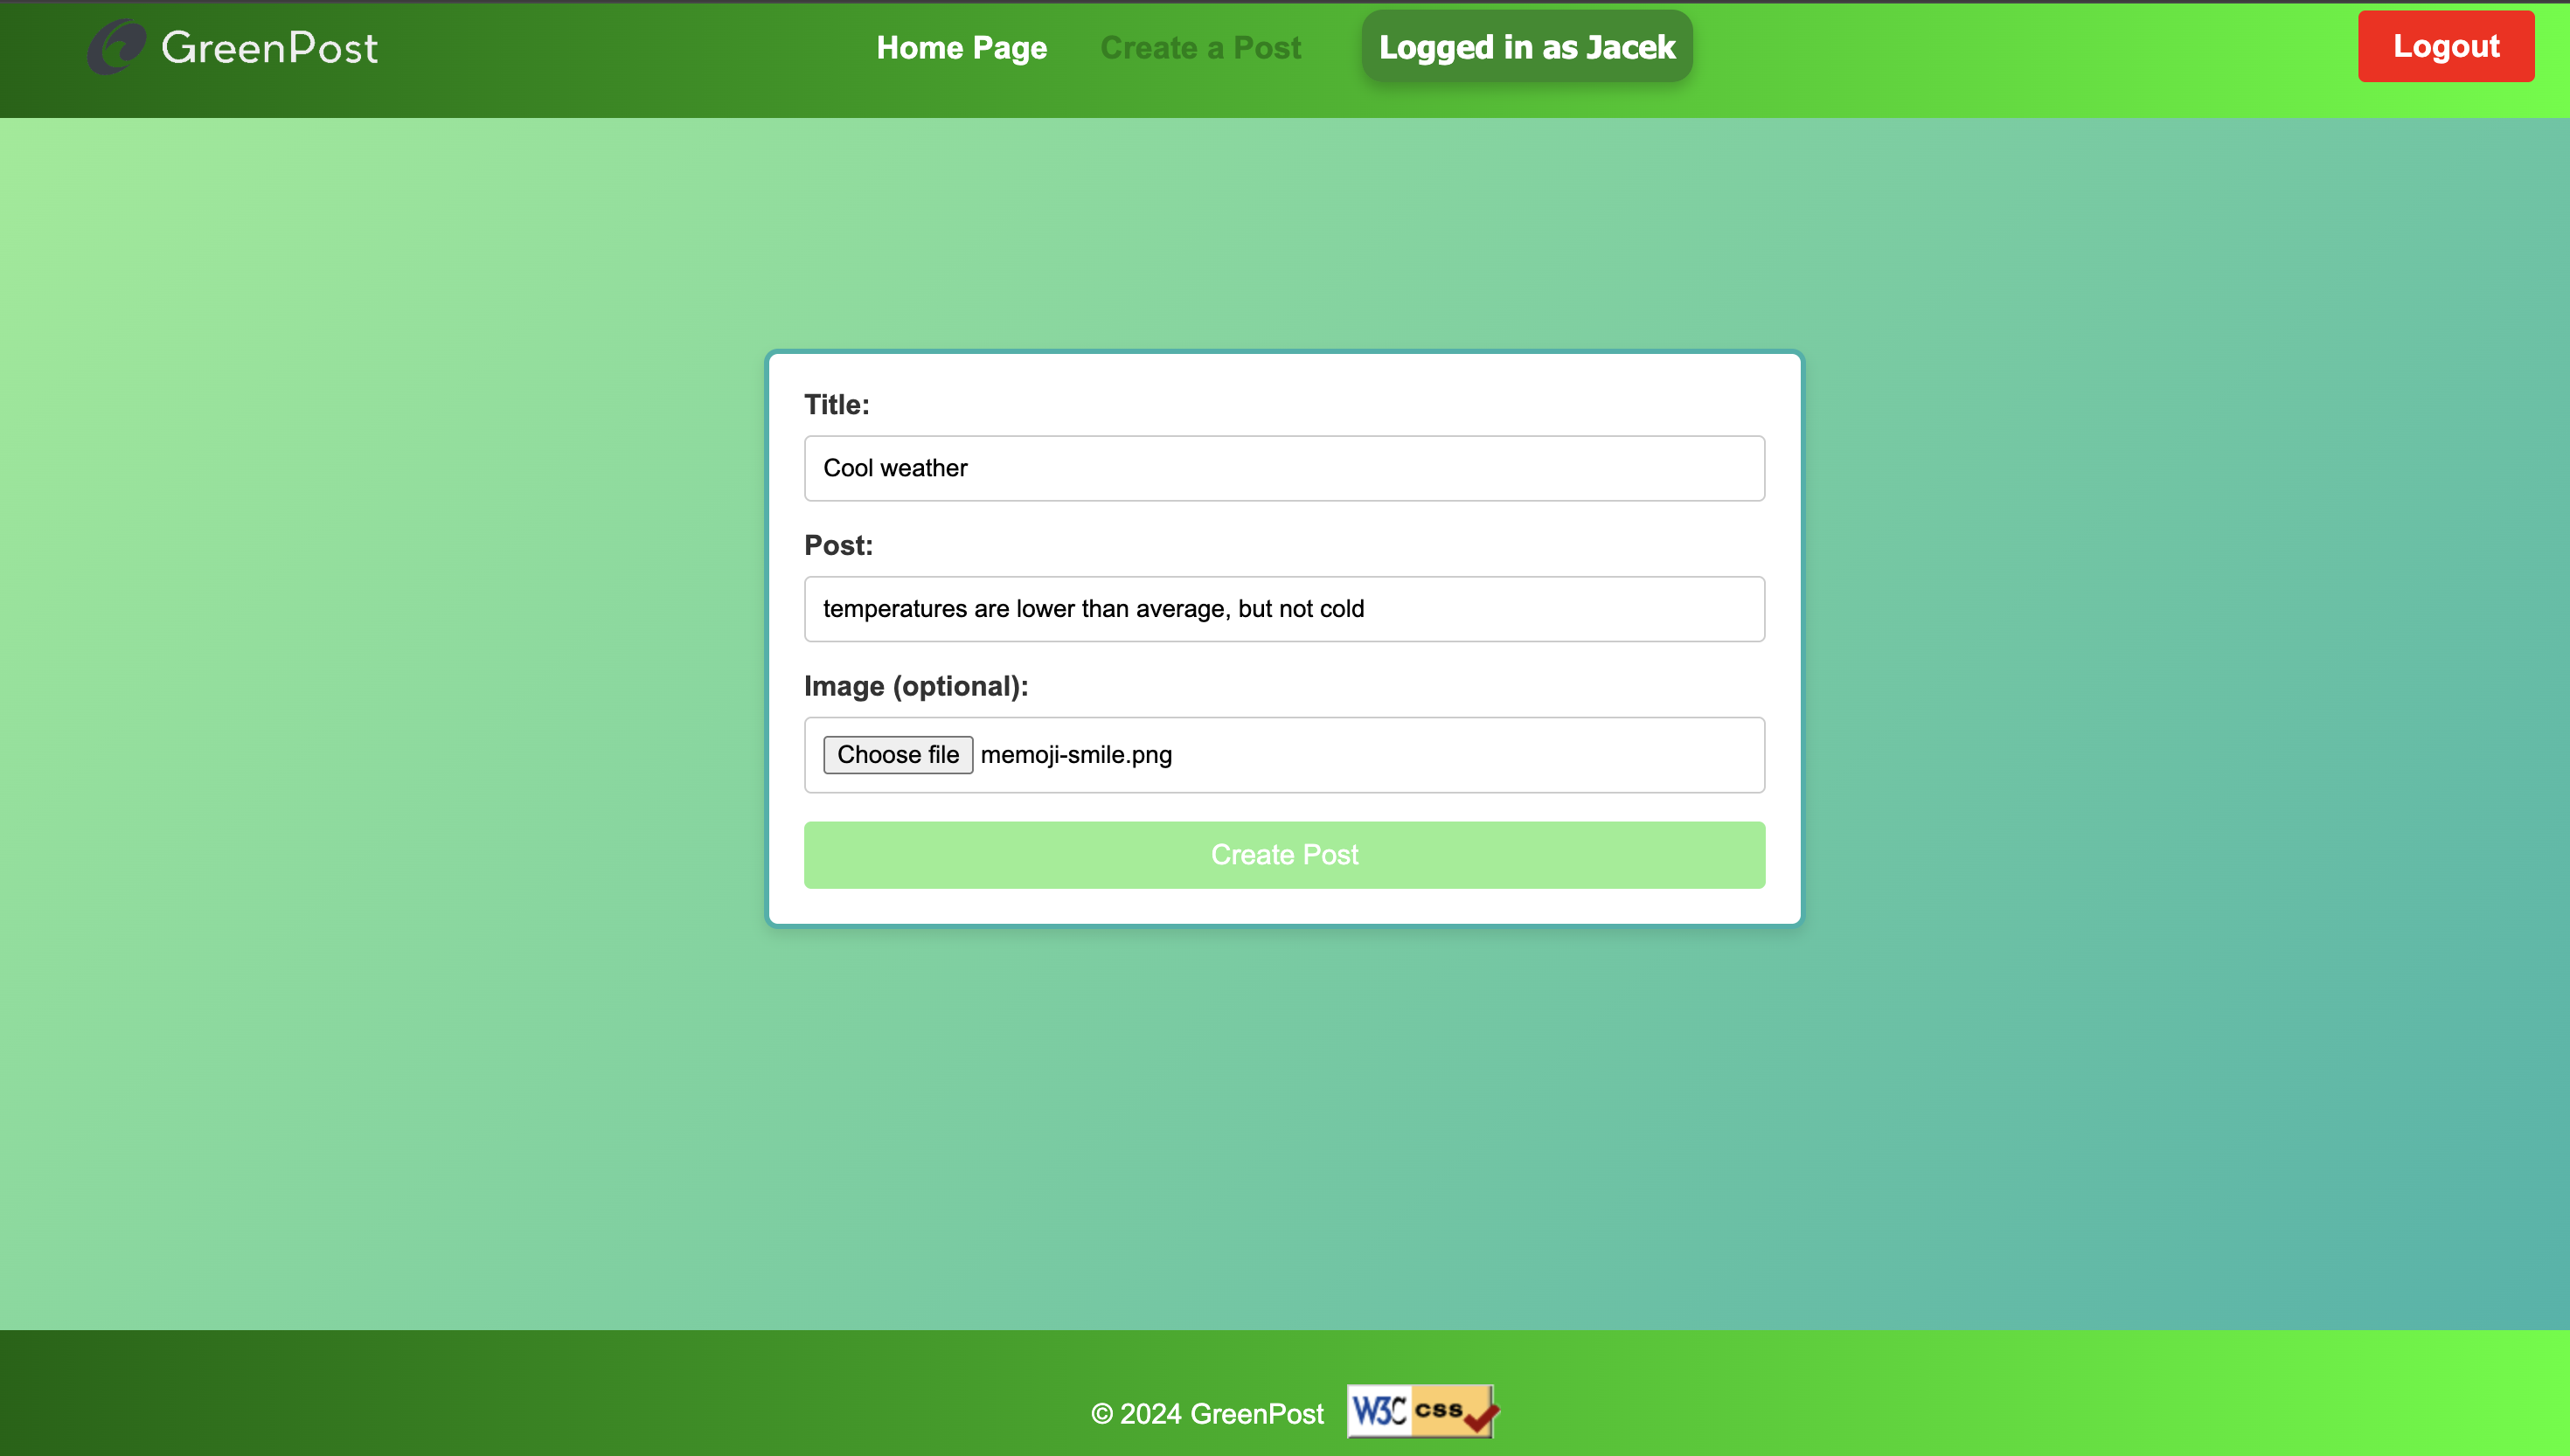 GreenPost
Home Page
Create a Post
Logged in as Jacek
Logout
Title:
Cool weather
Post:
temperatures are lower than average, but not cold
Image (optional):
Choose file memoji-smile.png
Create Post
© 2024 GreenPost
W3C css